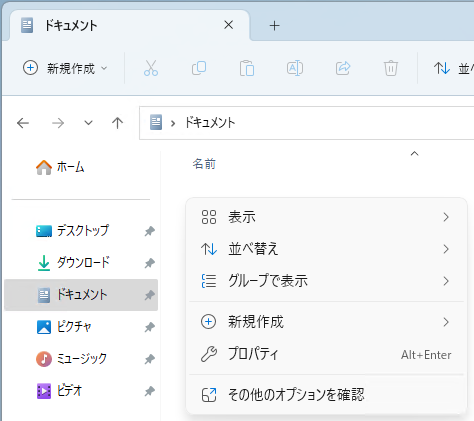 ドキュメント
新規作成
並べ
ドキュメント
ホーム
名前
デスクトップ
ダウンロード
ドキュメント
ピクチャ
ミュージック
ビデオ
表示
並べ替え
グループで表示
新規作成
プロパティ Alt+Enter
その他のオプションを確認